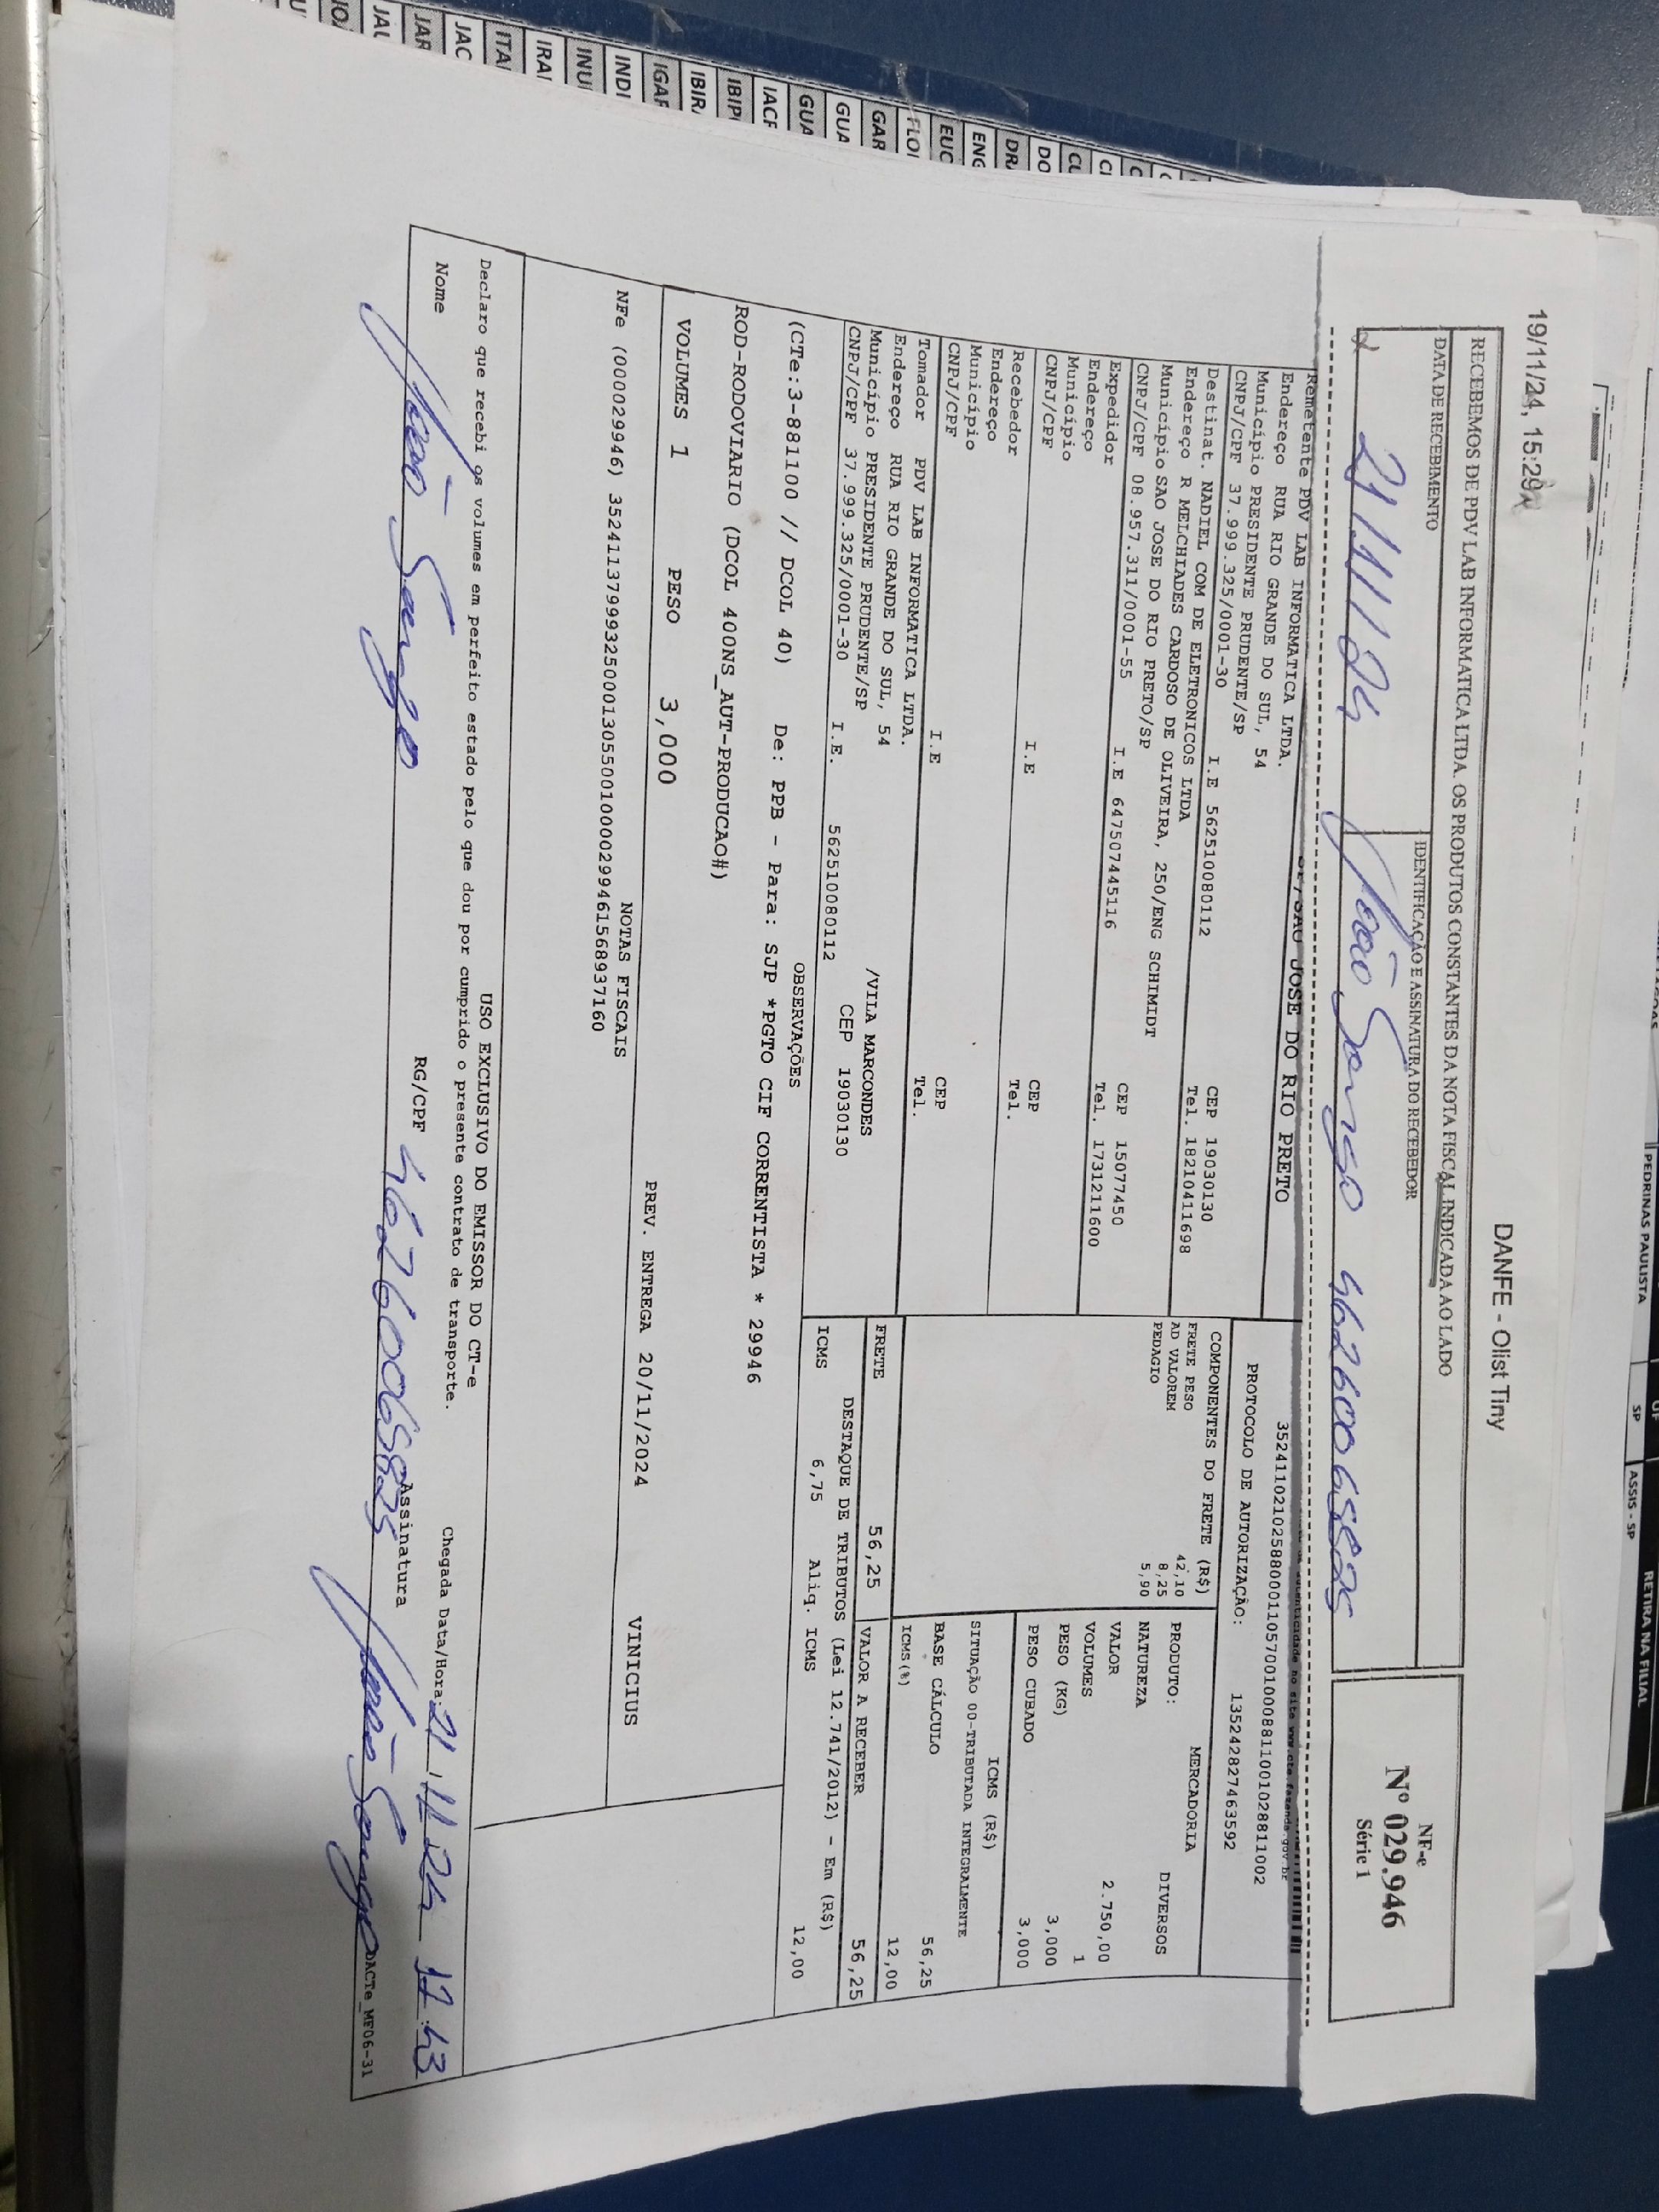 19/11/24, 15:29
DANFE - Olist Tiny
RECEBEMOS DE PDV LAB INFORMATICA LTDA. OS PRODUTOS CONSTANTES DA NOTA FISCAL INDICADA AO LADO
DATA DE RECEBIMENTO
IDENTIFICAÇÃO E ASSINATURA DO RECEBEDOR
21/11/24
João
46260065825
NF-e
Nº 029.946
Série 1
SAO JOSE DO RIO PRETO
PROTOCOLO DE AUTORIZAÇÃO: 135242827463592
Remetente PDV LAB INFORMATICA LTDA.
Endereço RUA RIO GRANDE DO SUL, 54
Município PRESIDENTE PRUDENTE/SP CEP 19030130
CNPJ/CPF 37.999.325/0001-30 I.E 562510080112 Tel. 18210411698
Destinat. NADIEL COM DE ELETRONICOS LTDA
Endereço R MELCHIADES CARDOSO DE OLIVEIRA, 250/ENG SCHIMIDT
Município SAO JOSE DO RIO PRETO/SP CEP 15077450
CNPJ/CPF 08.957.311/0001-55 I.E 647507445116 Tel. 1731211600
Expedidor
Endereço
Município CEP
CNPJ/CPF I.E Tel.
Recebedor
Endereço
Município CEP
CNPJ/CPF I.E Tel.
Tomador PDV LAB INFORMATICA LTDA.
Endereço RUA RIO GRANDE DO SUL, 54 /VILA MARCONDES
Município PRESIDENTE PRUDENTE/SP CEP 19030130
CNPJ/CPF 37.999.325/0001-30 I.E. 562510080112
COMPONENTES DO FRETE (R$)
FRETE PESO 42,10
AD VALOREM 8,25
PEDAGIO 5,90
MERCADORIA
PRODUTO: DIVERSOS
NATUREZA
VALOR 2.750,00
VOLUMES 1
PESO (KG) 3,000
PESO CUBADO 3,000
ICMS (R$)
SITUAÇÃO 00-TRIBUTADA INTEGRALMENTE
BASE CÁLCULO 56,25
ICMS(%) 12,00
FRETE 56,25
VALOR A RECEBER 56,25
DESTAQUE DE TRIBUTOS (Lei 12.741/2012) - Em (R$)
ICMS 6,75 Aliq. ICMS 12,00
OBSERVAÇÕES
(CTe:3-881100 // DCOL 40) De: PPB - Para: SJP *PGTO CIF CORRENTISTA * 29946
ROD-RODOVIARIO (DCOL 400NS_AUT-PRODUCAO#)
VOLUMES 1 PESO 3,000 PREV. ENTREGA 20/11/2024 VINICIUS
NOTAS FISCAIS
NFe (000029946) 35241137999325000130550010000299461568937160
USO EXCLUSIVO DO EMISSOR DO CT-e
Declaro que recebi os volumes em perfeito estado pelo que dou por cumprido o presente contrato de transporte.
Chegada Data/Hora: 21/11/24 17:43
Nome João
RG/CPF 46260065825
Assinatura João
DACTe_MF06-31
PEDRINAS PAULISTA
SP
ASSIS - SP
RETIRA NA FILIAL